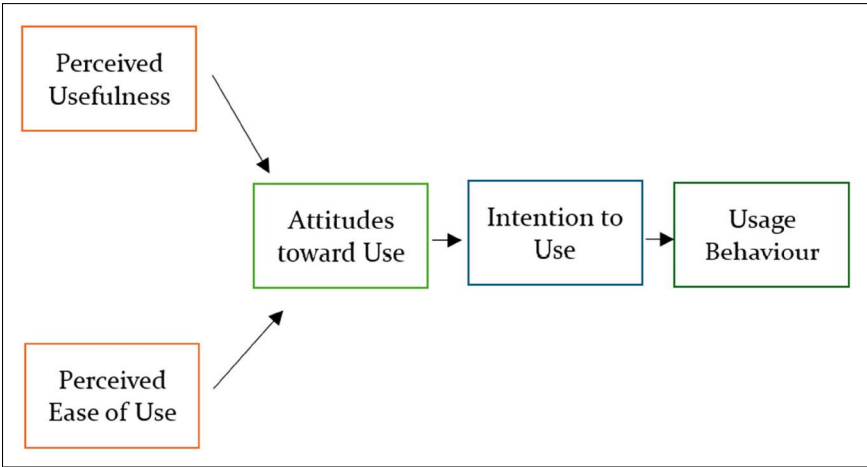 Perceived
Usefulness
Attitudes
toward Use
Intention to
Use
Usage
Behaviour
Perceived
Ease of Use